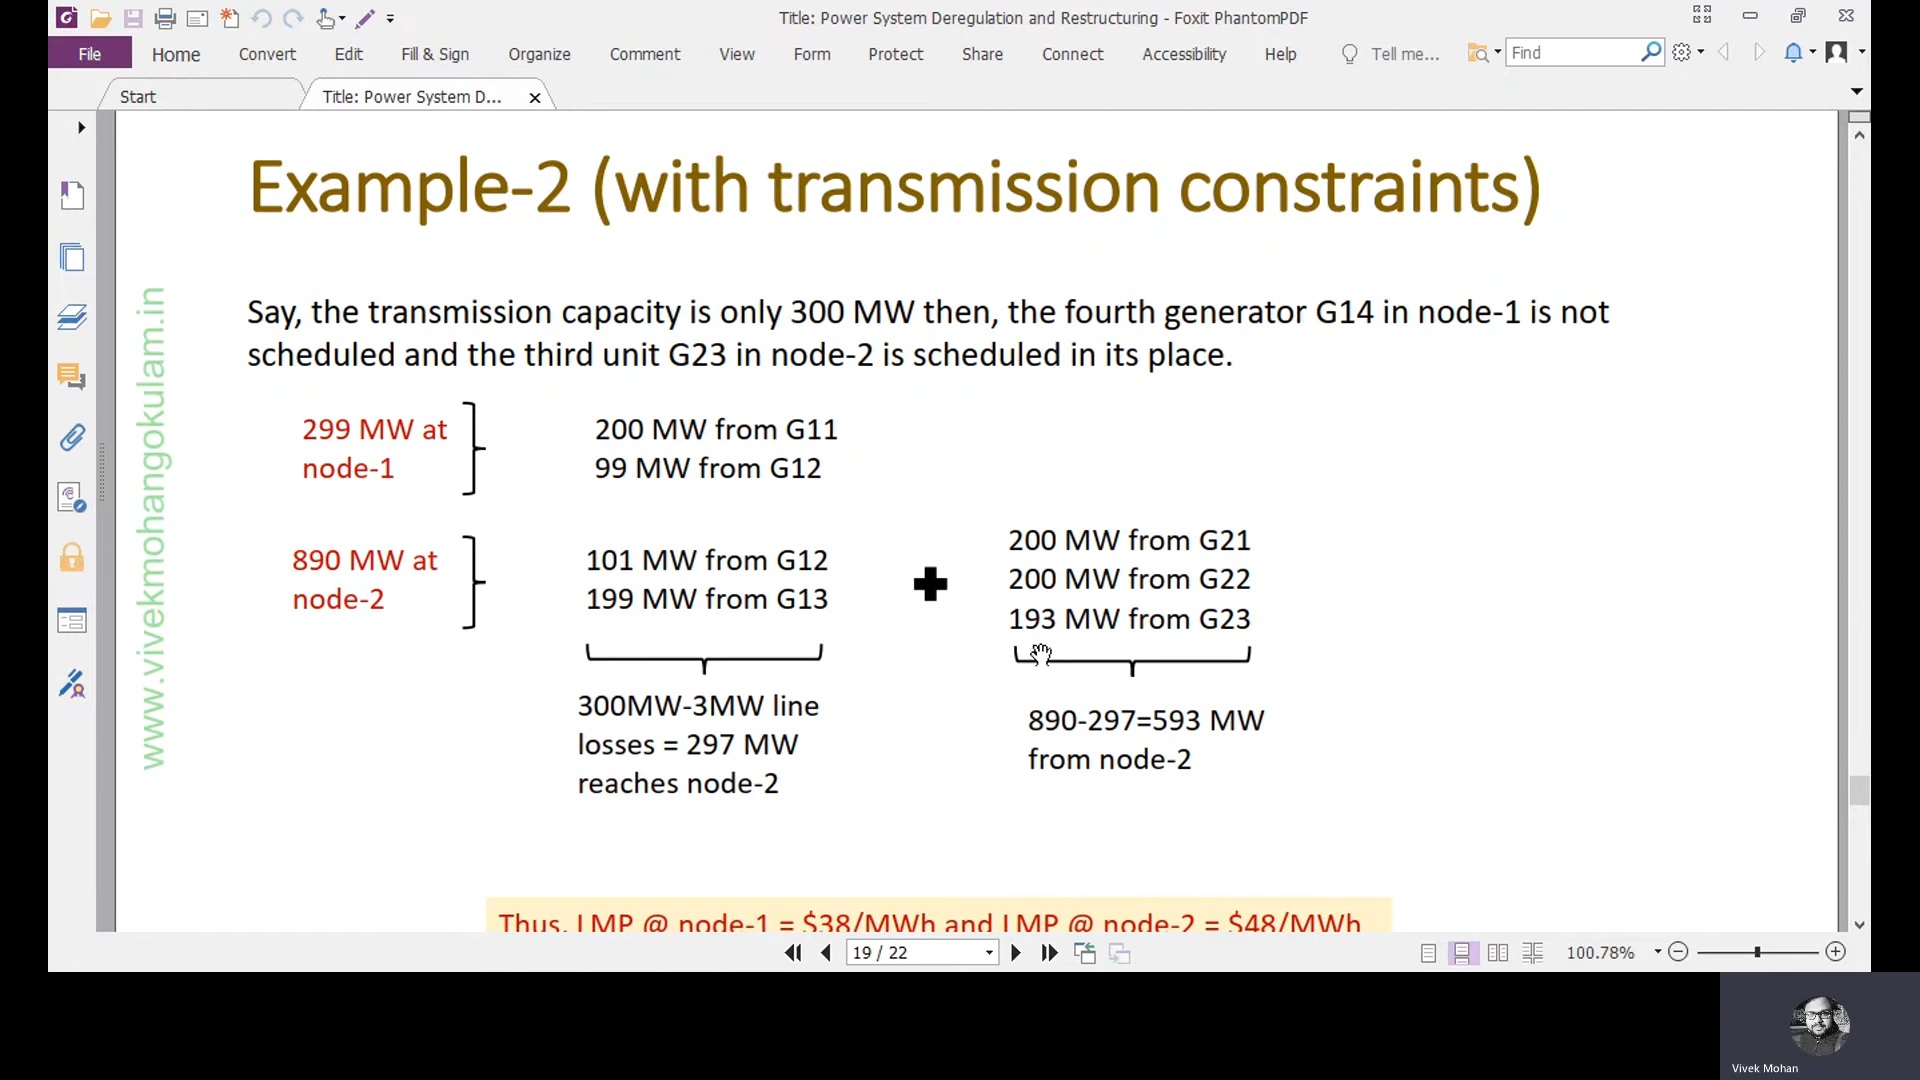 Title: Power System Deregulation and Restructuring - Foxit PhantomPDF
File Home Convert Edit Fill & Sign Organize Comment View Form Protect Share Connect Accessibility Help Tell me... Find
Start Title: Power System D...
Example-2 (with transmission constraints)
Say, the transmission capacity is only 300 MW then, the fourth generator G14 in node-1 is not
scheduled and the third unit G23 in node-2 is scheduled in its place.
299 MW at
node-1
200 MW from G11
99 MW from G12
890 MW at
node-2
101 MW from G12
199 MW from G13
200 MW from G21
200 MW from G22
193 MW from G23
300MW-3MW line
losses = 297 MW
reaches node-2
890-297=593 MW
from node-2
Thus, LMP @ node-1 = $38/MWh and LMP @ node-2 = $48/MWh
www.vivekmohangokulam.in
19 / 22
100.78%
Vivek Mohan